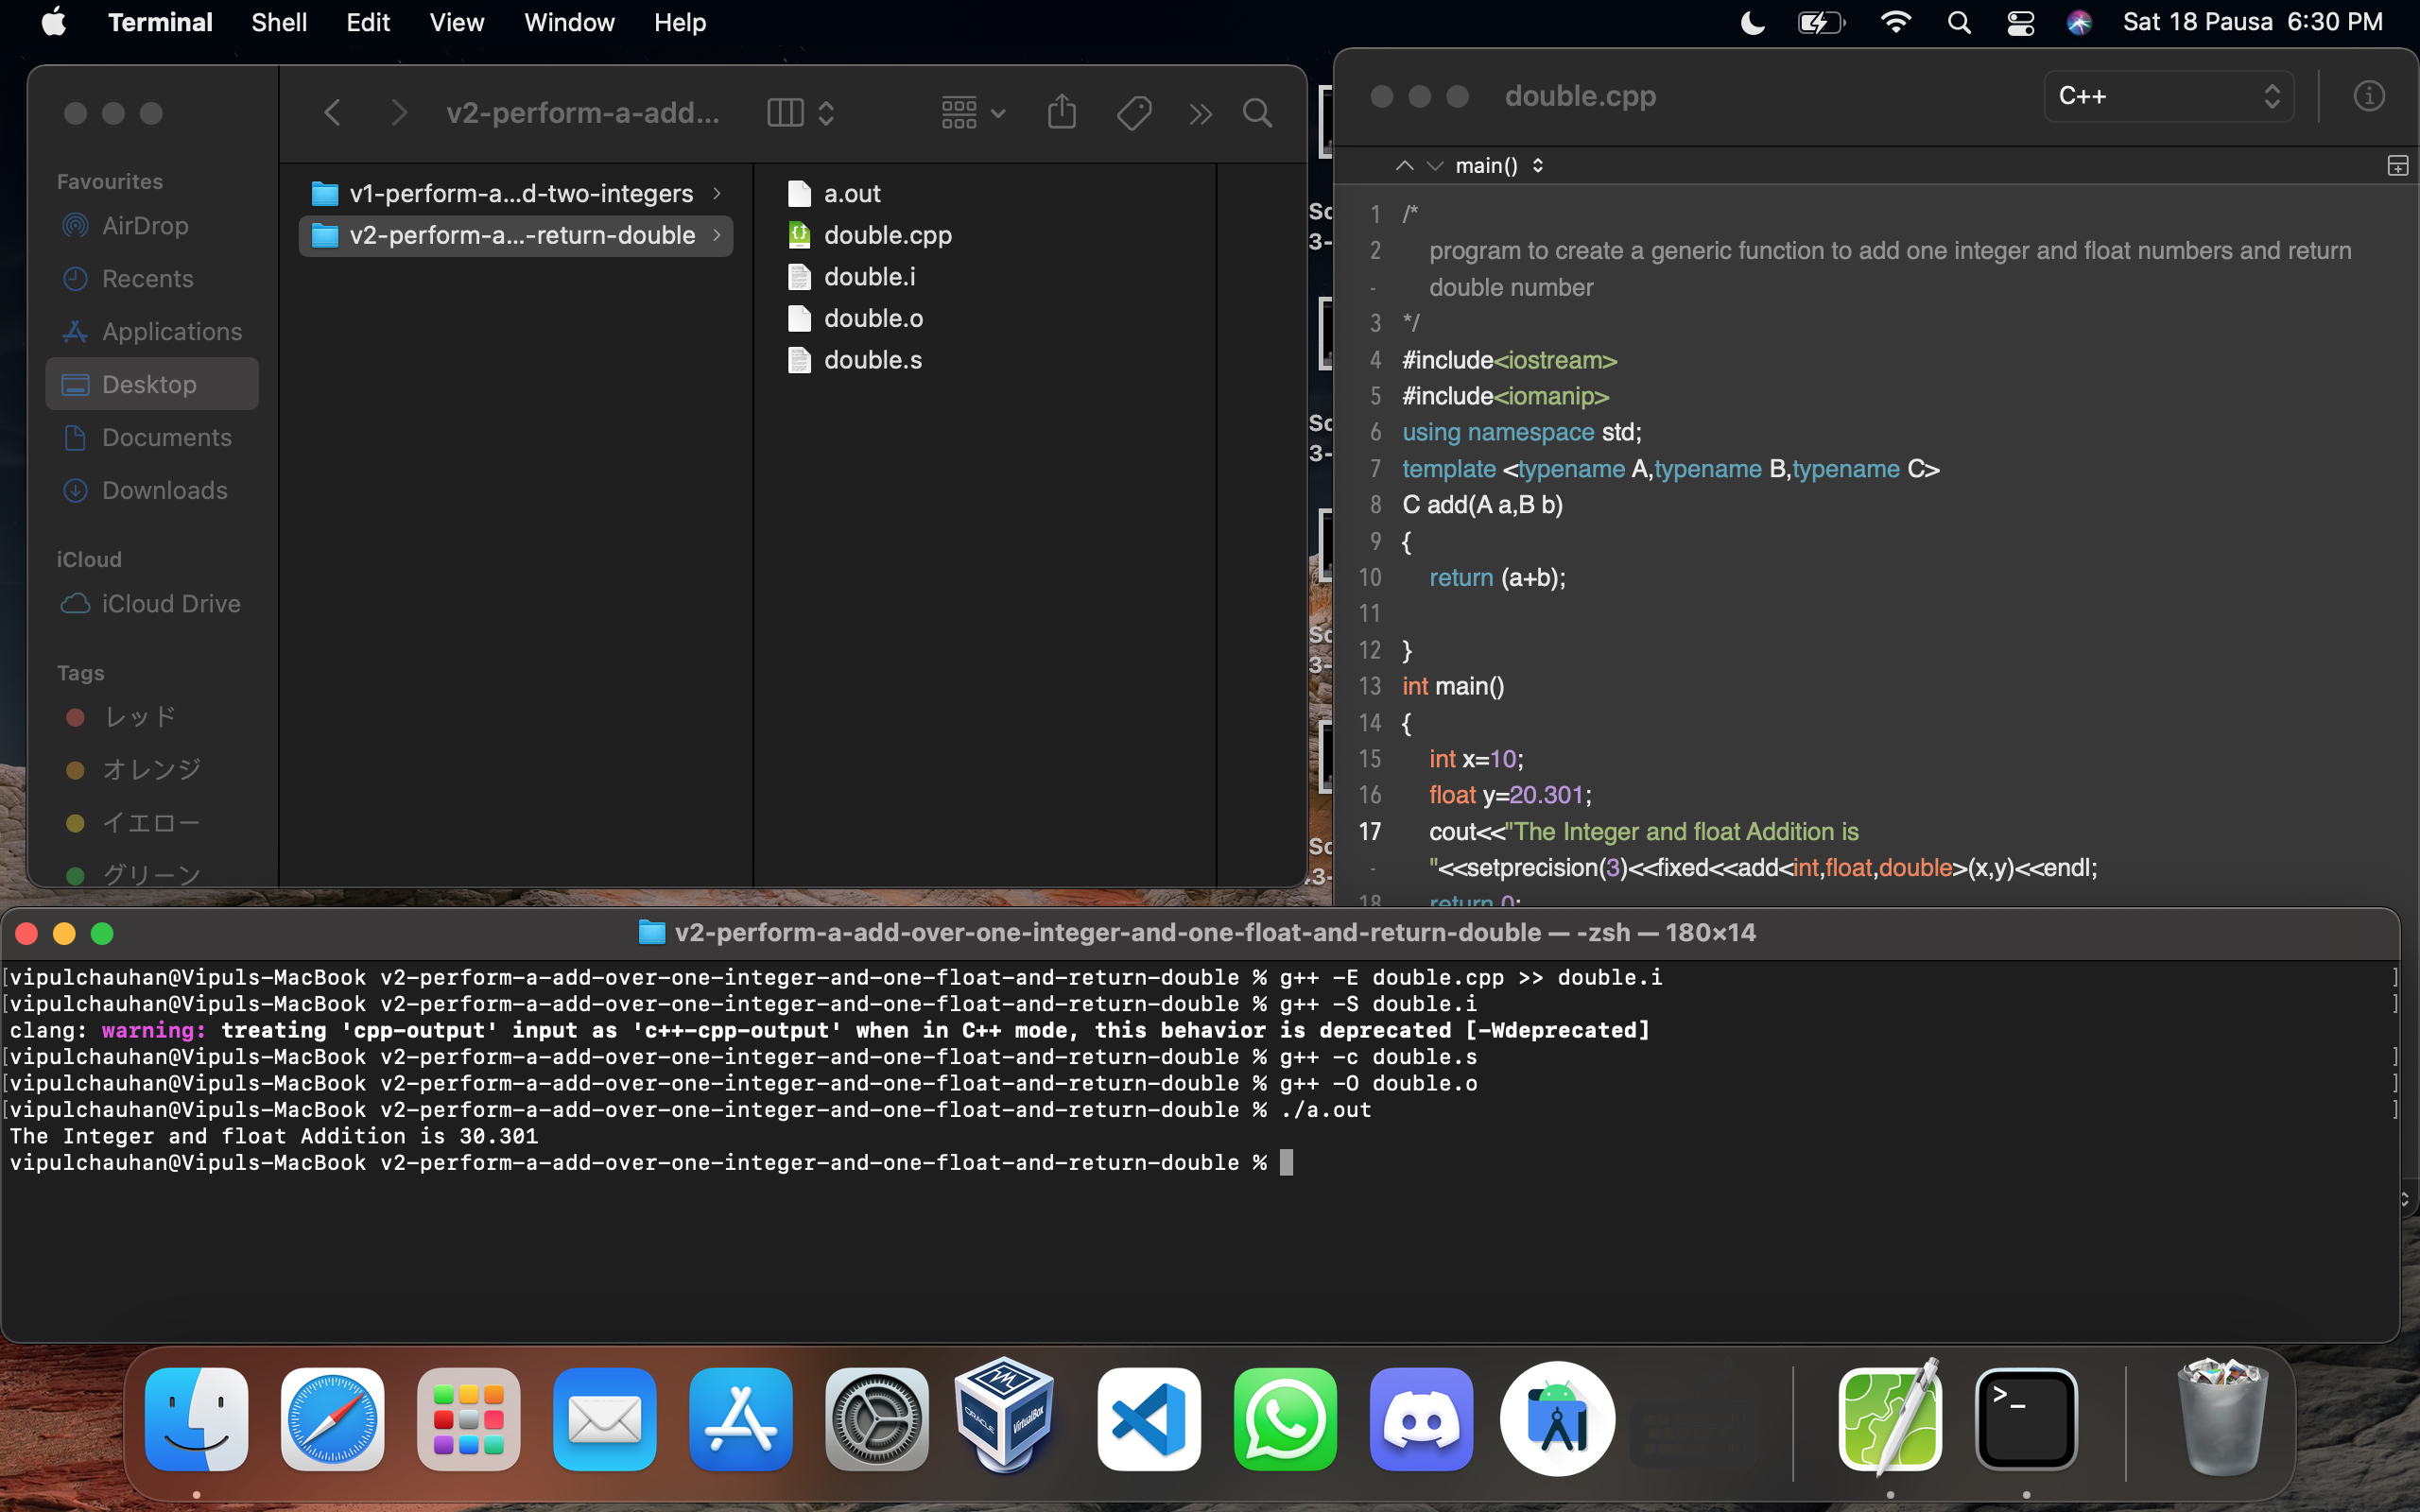 Terminal Shell Edit View Window Help Sat 18 Pausa 6:30 PM
v2-perform-a-add...
Favourites
AirDrop
Recents
Applications
Desktop
Documents
Downloads
iCloud
iCloud Drive
Tags
レッド
オレンジ
イエロー
グリーン
v1-perform-a...d-two-integers
v2-perform-a...-return-double
a.out
double.cpp
double.i
double.o
double.s
double.cpp C++
main()
1 /*
2 program to create a generic function to add one integer and float numbers and return
- double number
3 */
4 #include<iostream>
5 #include<iomanip>
6 using namespace std;
7 template <typename A,typename B,typename C>
8 C add(A a,B b)
9 {
10 return (a+b);
11
12 }
13 int main()
14 {
15 int x=10;
16 float y=20.301;
17 cout<<"The Integer and float Addition is
- "<<setprecision(3)<<fixed<<add<int,float,double>(x,y)<<endl;
18 return 0;
v2-perform-a-add-over-one-integer-and-one-float-and-return-double — -zsh — 180×14
[vipulchauhan@Vipuls-MacBook v2-perform-a-add-over-one-integer-and-one-float-and-return-double % g++ -E double.cpp >> double.i ]
[vipulchauhan@Vipuls-MacBook v2-perform-a-add-over-one-integer-and-one-float-and-return-double % g++ -S double.i ]
clang: warning: treating 'cpp-output' input as 'c++-cpp-output' when in C++ mode, this behavior is deprecated [-Wdeprecated]
[vipulchauhan@Vipuls-MacBook v2-perform-a-add-over-one-integer-and-one-float-and-return-double % g++ -c double.s ]
[vipulchauhan@Vipuls-MacBook v2-perform-a-add-over-one-integer-and-one-float-and-return-double % g++ -O double.o ]
[vipulchauhan@Vipuls-MacBook v2-perform-a-add-over-one-integer-and-one-float-and-return-double % ./a.out ]
The Integer and float Addition is 30.301
vipulchauhan@Vipuls-MacBook v2-perform-a-add-over-one-integer-and-one-float-and-return-double %
ORACLE VirtualBox